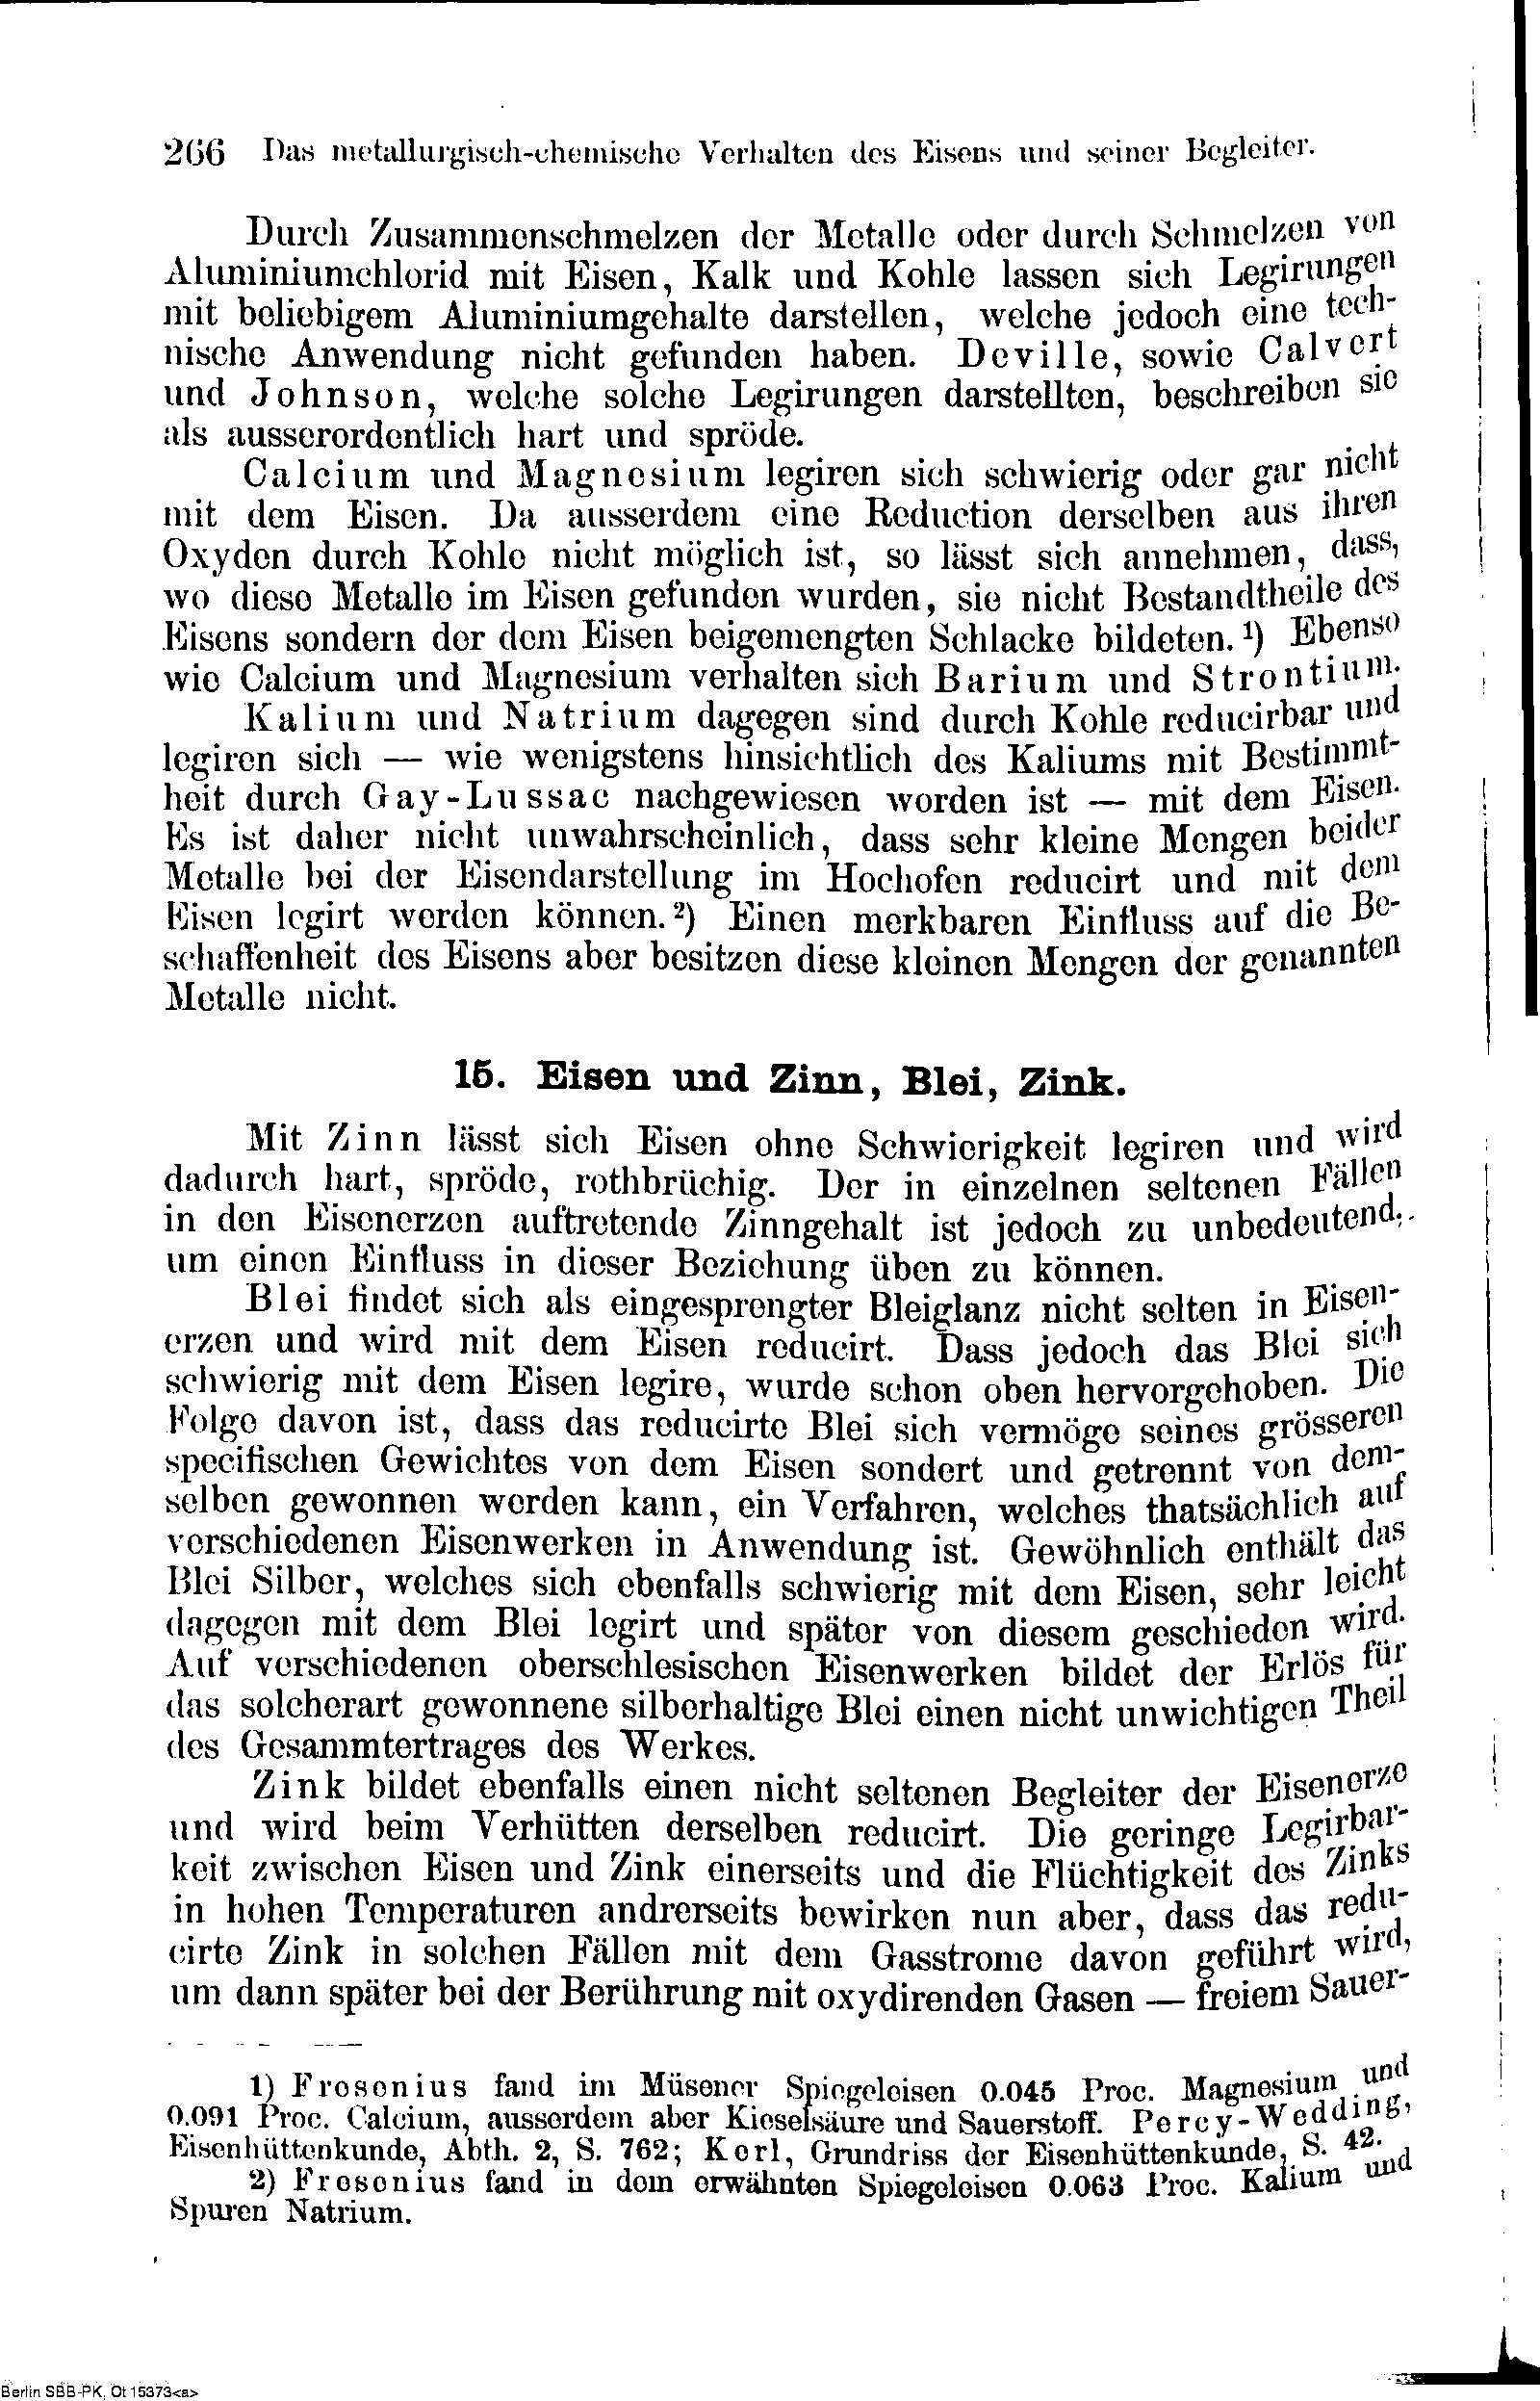 266 Das metallurgisch-chemische Verhalten des Eisens und seiner Begleiter.
Durch Zusammenschmelzen der Metalle oder durch Schmelzen von
Aluminiumchlorid mit Eisen, Kalk und Kohle lassen sich Legirungen
mit beliebigem Aluminiumgehalte darstellen, welche jedoch eine tech-
nische Anwendung nicht gefunden haben. Deville, sowie Calvert
und Johnson, welche solche Legirungen darstellten, beschreiben sie
als ausserordentlich hart und spröde.
Calcium und Magnesium legiren sich schwierig oder gar nicht
mit dem Eisen. Da ausserdem eine Reduction derselben aus ihren
Oxyden durch Kohle nicht möglich ist, so lässt sich annehmen, dass,
wo diese Metalle im Eisen gefunden wurden, sie nicht Bestandtheile des
Eisens sondern der dem Eisen beigemengten Schlacke bildeten.¹) Ebenso
wie Calcium und Magnesium verhalten sich Barium und Strontium.
Kalium und Natrium dagegen sind durch Kohle reducirbar und
legiren sich — wie wenigstens hinsichtlich des Kaliums mit Bestimmt-
heit durch Gay-Lussac nachgewiesen worden ist — mit dem Eisen.
Es ist daher nicht unwahrscheinlich, dass sehr kleine Mengen beider
Metalle bei der Eisendarstellung im Hochofen reducirt und mit dem
Eisen legirt werden können.²) Einen merkbaren Einfluss auf die Be-
schaffenheit des Eisens aber besitzen diese kleinen Mengen der genannten
Metalle nicht.
15. Eisen und Zinn, Blei, Zink.
Mit Zinn lässt sich Eisen ohne Schwierigkeit legiren und wird
dadurch hart, spröde, rothbrüchig. Der in einzelnen seltenen Fällen
in den Eisenerzen auftretende Zinngehalt ist jedoch zu unbedeutend,
um einen Einfluss in dieser Beziehung üben zu können.
Blei findet sich als eingesprengter Bleiglanz nicht selten in Eisen-
erzen und wird mit dem Eisen reducirt. Dass jedoch das Blei sich
schwierig mit dem Eisen legire, wurde schon oben hervorgehoben. Die
Folge davon ist, dass das reducirte Blei sich vermöge seines grösseren
specifischen Gewichtes von dem Eisen sondert und getrennt von dem-
selben gewonnen werden kann, ein Verfahren, welches thatsächlich auf
verschiedenen Eisenwerken in Anwendung ist. Gewöhnlich enthält das
Blei Silber, welches sich ebenfalls schwierig mit dem Eisen, sehr leicht
dagegen mit dem Blei legirt und später von diesem geschieden wird.
Auf verschiedenen oberschlesischen Eisenwerken bildet der Erlös für
das solcherart gewonnene silberhaltige Blei einen nicht unwichtigen Theil
des Gesammtertrages des Werkes.
Zink bildet ebenfalls einen nicht seltenen Begleiter der Eisenerze
und wird beim Verhütten derselben reducirt. Die geringe Legirbar-
keit zwischen Eisen und Zink einerseits und die Flüchtigkeit des Zinks
in hohen Temperaturen andrerseits bewirken nun aber, dass das redu-
cirte Zink in solchen Fällen mit dem Gasstrome davon geführt wird,
um dann später bei der Berührung mit oxydirenden Gasen — freiem Sauer-
1) Fresenius fand im Müsener Spiegeleisen 0.045 Proc. Magnesium und
0.091 Proc. Calcium, ausserdem aber Kieselsäure und Sauerstoff. Percy-Wedding,
Eisenhüttenkunde, Abth. 2, S. 762; Kerl, Grundriss der Eisenhüttenkunde, S. 42.
2) Fresenius fand in dem erwähnten Spiegeleisen 0.063 Proc. Kalium und
Spuren Natrium.
Berlin SBB-PK, Ot 15373<a>